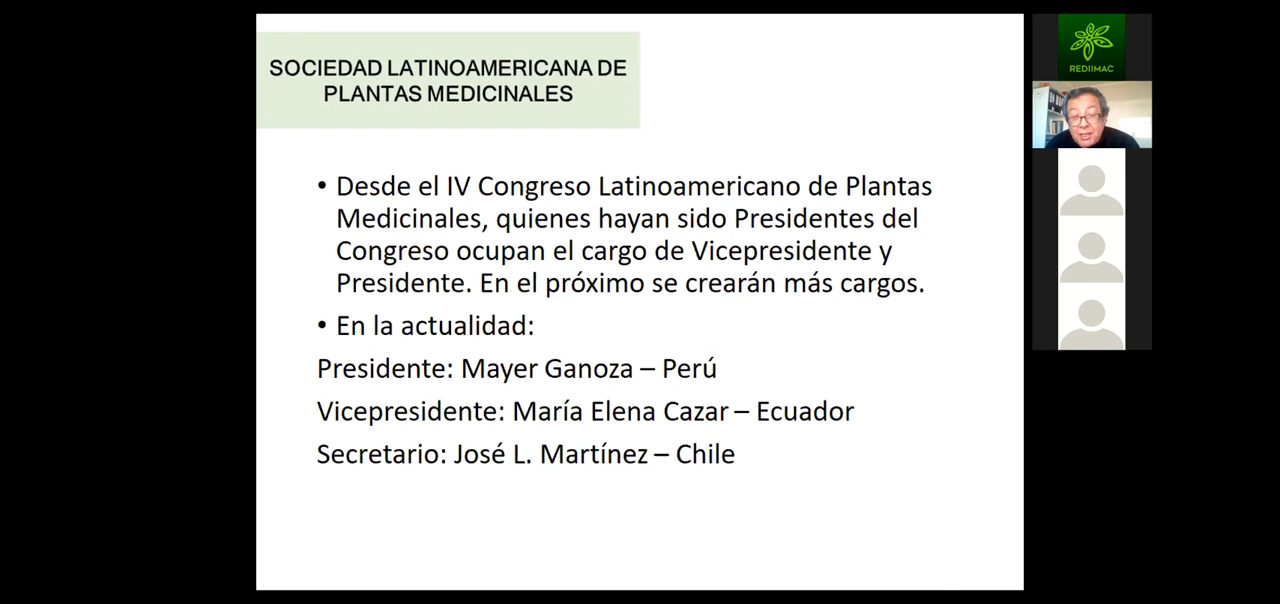 SOCIEDAD LATINOAMERICANA DE
PLANTAS MEDICINALES
• Desde el IV Congreso Latinoamericano de Plantas
Medicinales, quienes hayan sido Presidentes del
Congreso ocupan el cargo de Vicepresidente y
Presidente. En el próximo se crearán más cargos.
• En la actualidad:
Presidente: Mayer Ganoza – Perú
Vicepresidente: María Elena Cazar – Ecuador
Secretario: José L. Martínez – Chile
REDIIMAC